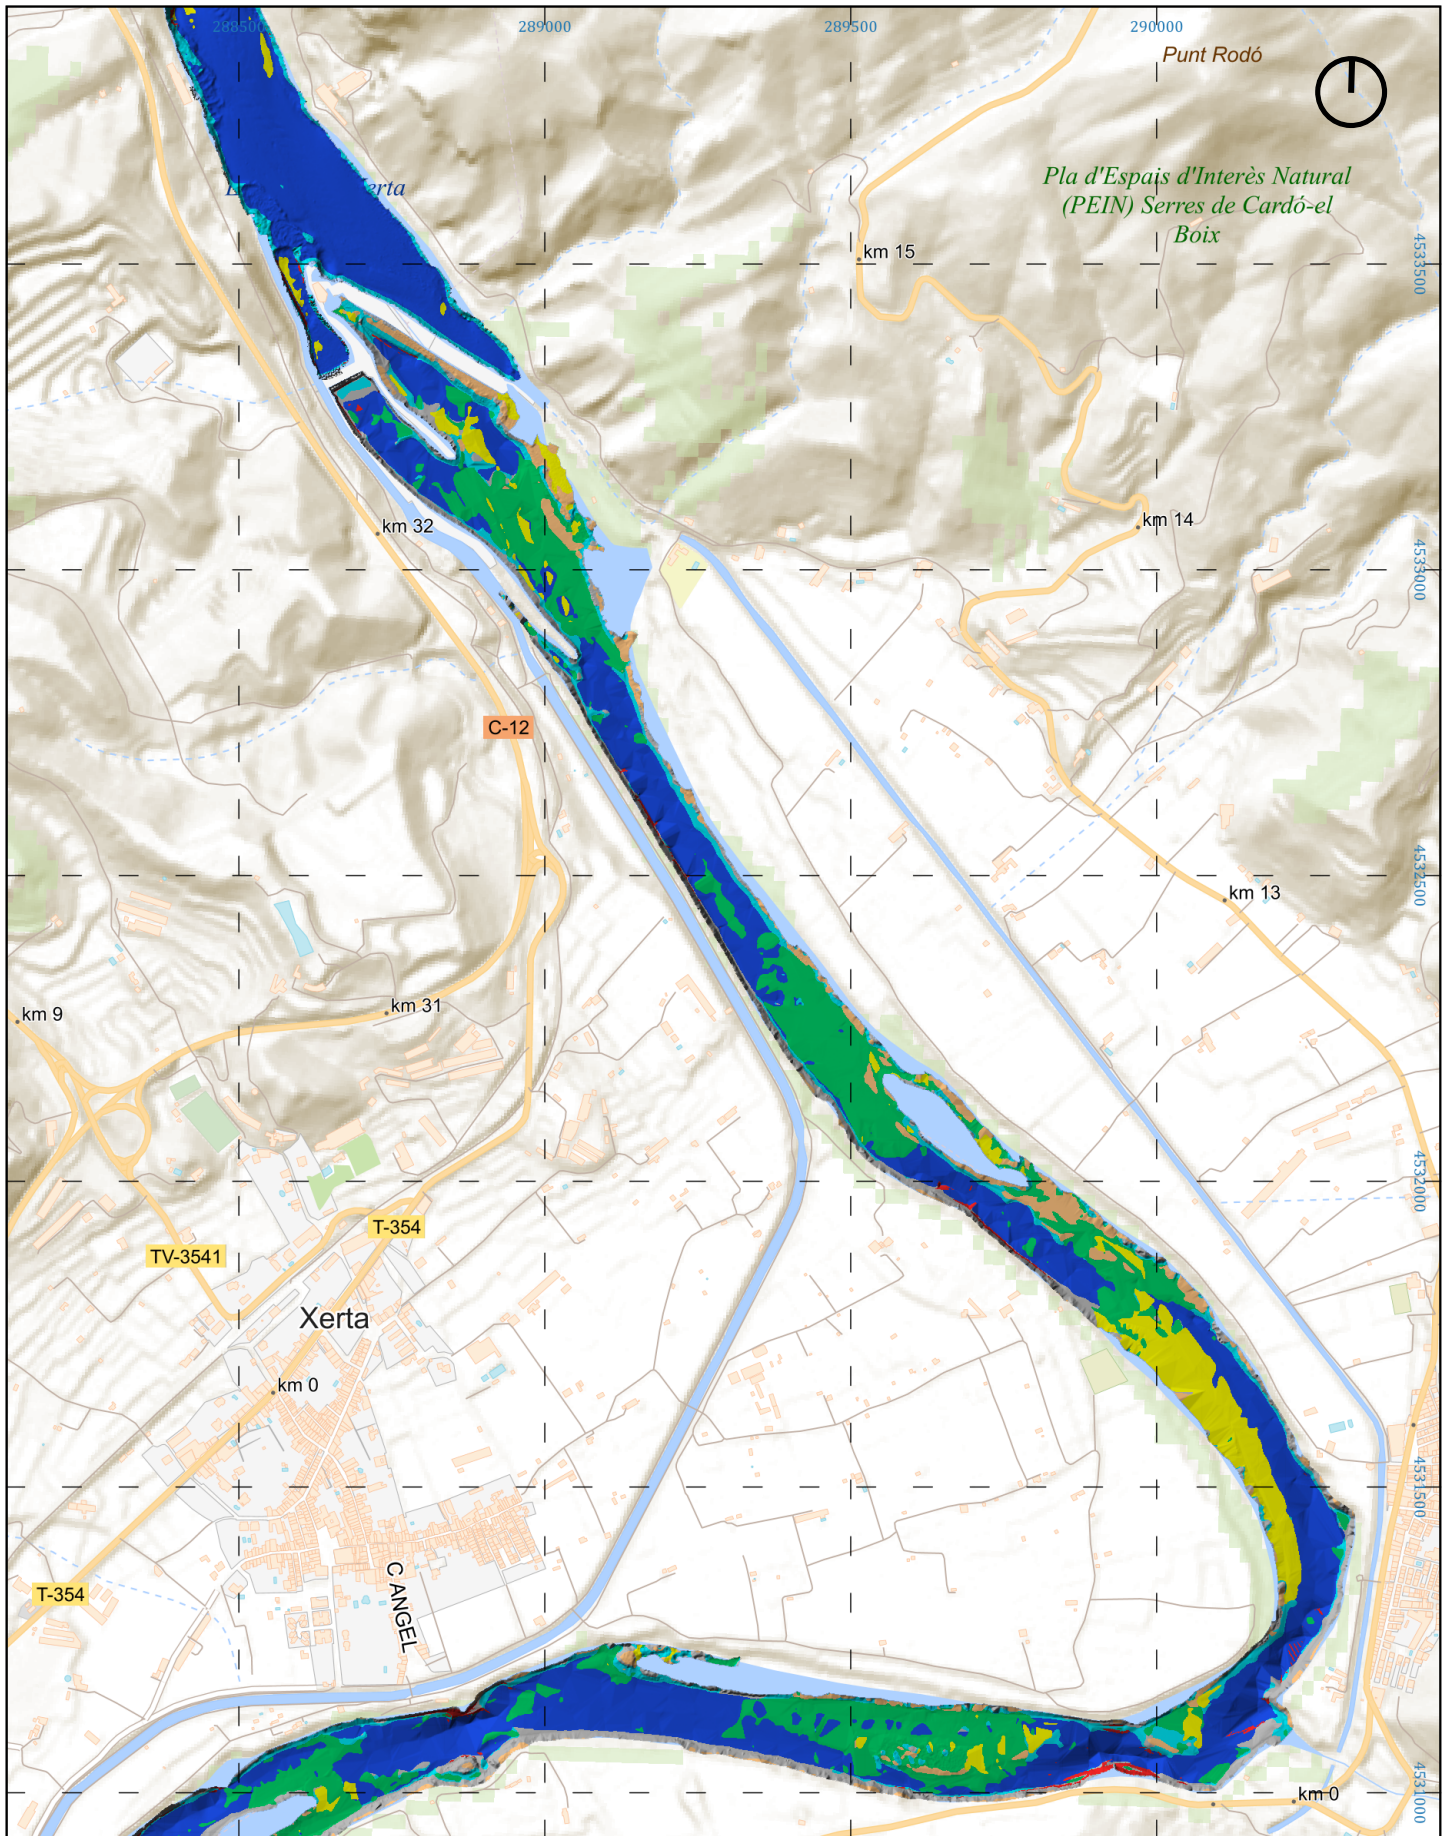 288500
289000
289500
290000
Punt Rodó
Pla d'Espais d'Interès Natural
(PEIN) Serres de Cardó-el
Boix
erta
4533500
km 15
km 32
km 14
4533000
C-12
4532500
km 13
km 9
km 31
4532000
T-354
TV-3541
Xerta
km 0
4531500
T-354
C ANGEL
4531000
km 0